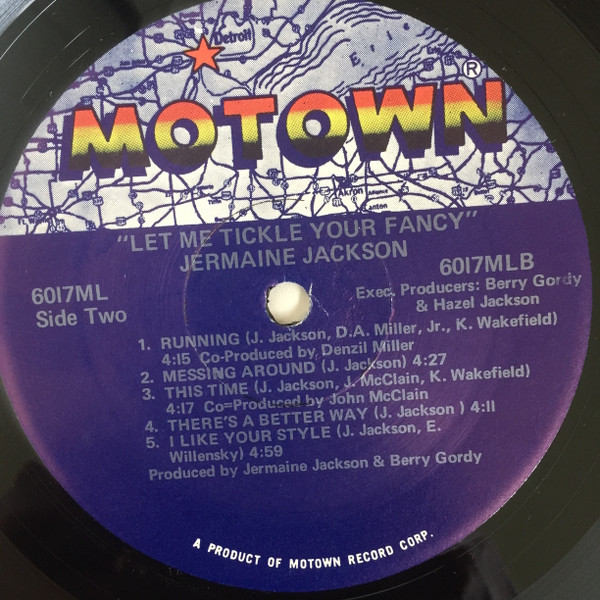 Detroit
Erie
®
MOTOWN
Akron
Alliance
Canton
"LET ME TICKLE YOUR FANCY"
JERMAINE JACKSON
6017ML
Side Two
6017MLB
Exec. Producers: Berry Gordy
& Hazel Jackson
1. RUNNING (J. Jackson, D.A. Miller, Jr., K. Wakefield)
4:15 Co-Produced by Denzil Miller
2. MESSING AROUND (J. Jackson) 4:27
3. THIS TIME (J. Jackson, J. McClain, K. Wakefield)
4:17 Co=Produced by John McClain
4. THERE'S A BETTER WAY (J. Jackson ) 4:11
5. I LIKE YOUR STYLE (J. Jackson, E.
Willensky) 4:59
Produced by Jermaine Jackson & Berry Gordy
A PRODUCT OF MOTOWN RECORD CORP.